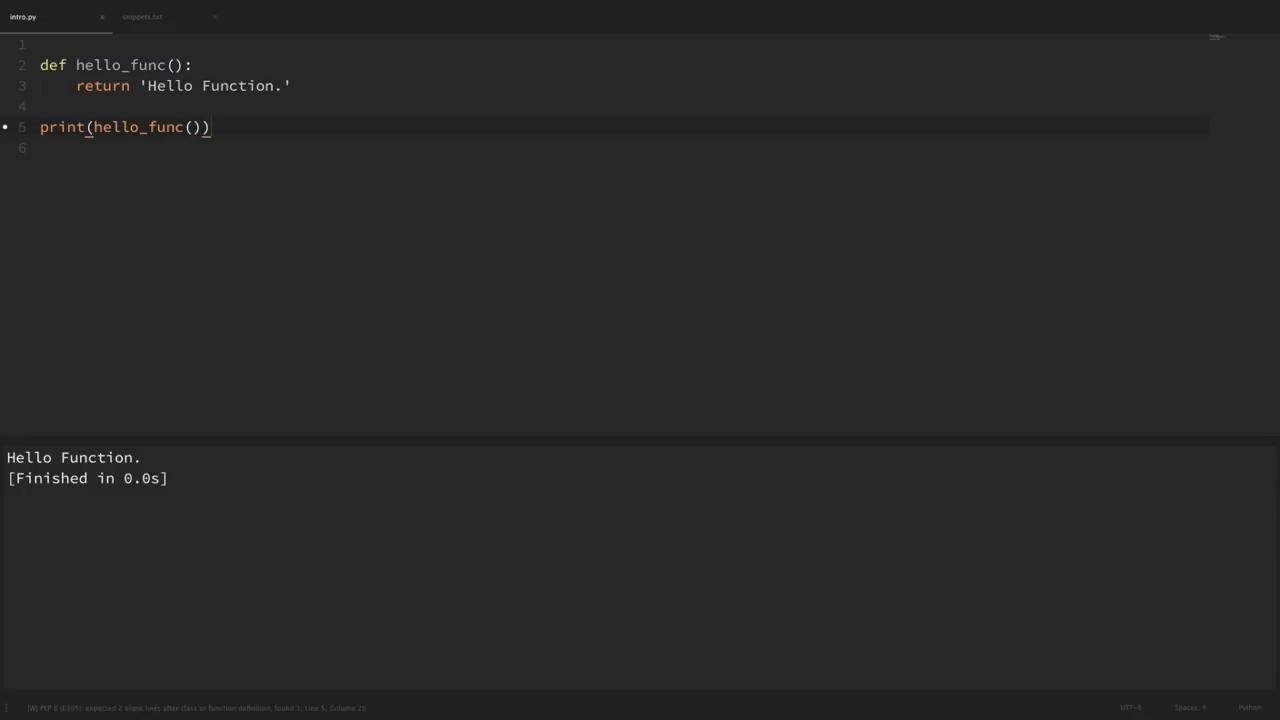 intro.py × snippets.txt ×
1
2 def hello_func():
3     return 'Hello Function.'
4
5 print(hello_func())
6
Hello Function.
[Finished in 0.0s]
[W] PEP 8 (E305): expected 2 blank lines after class or function definition, found 1, Line 5, Column 20
UTF-8 Spaces: 4 Python